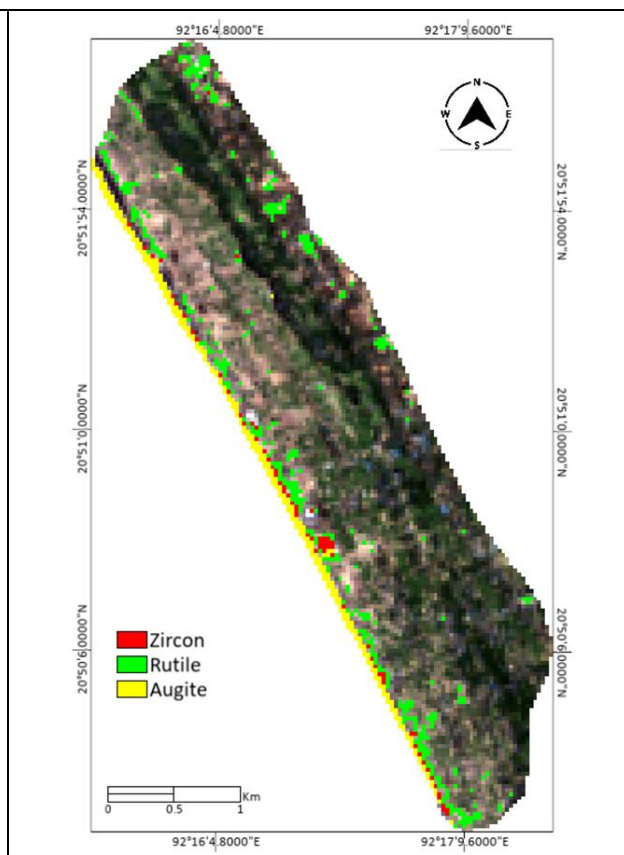 92°16'4.8000"E 92°17'9.6000"E
N
W E
S
20°51'54.0000"N 20°51'54.0000"N
20°51'0.0000"N 20°51'0.0000"N
20°50'6.0000"N 20°50'6.0000"N
Zircon
Rutile
Augite
Km
0 0.5 1
92°16'4.8000"E 92°17'9.6000"E